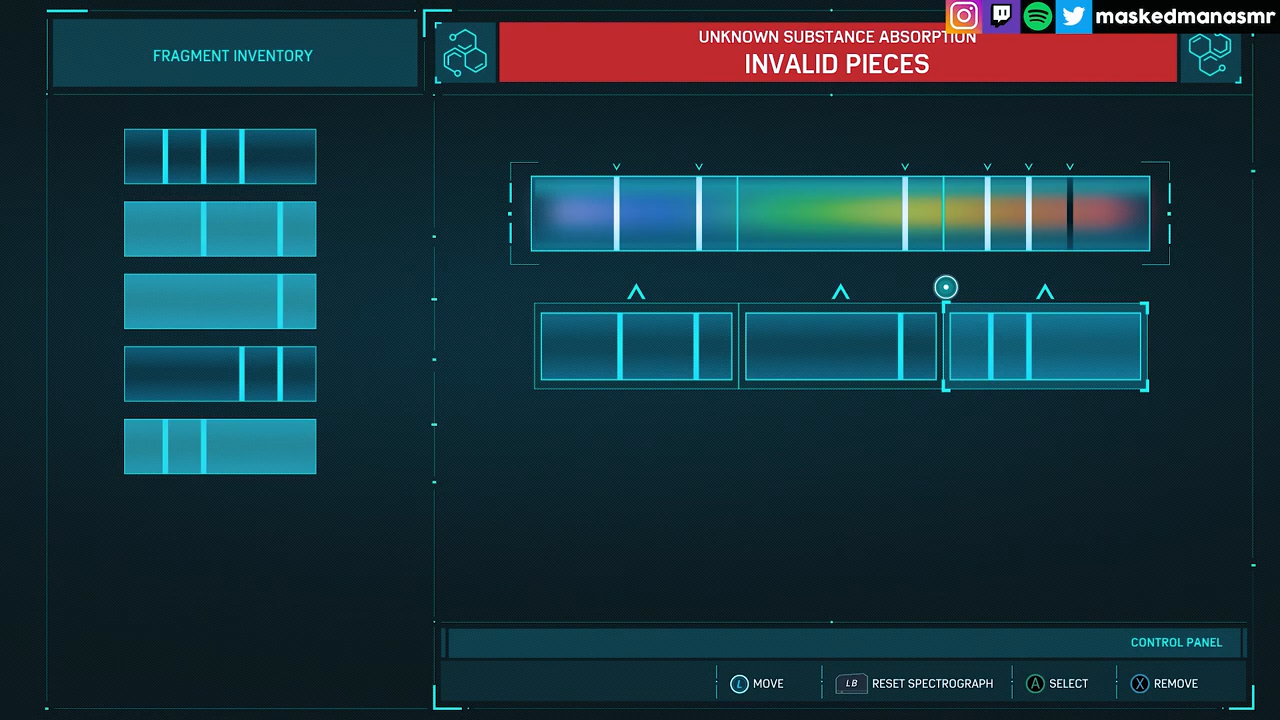 maskedmanasmr
FRAGMENT INVENTORY
UNKNOWN SUBSTANCE ABSORPTION
INVALID PIECES
CONTROL PANEL
L MOVE
LB RESET SPECTROGRAPH
A SELECT
X REMOVE